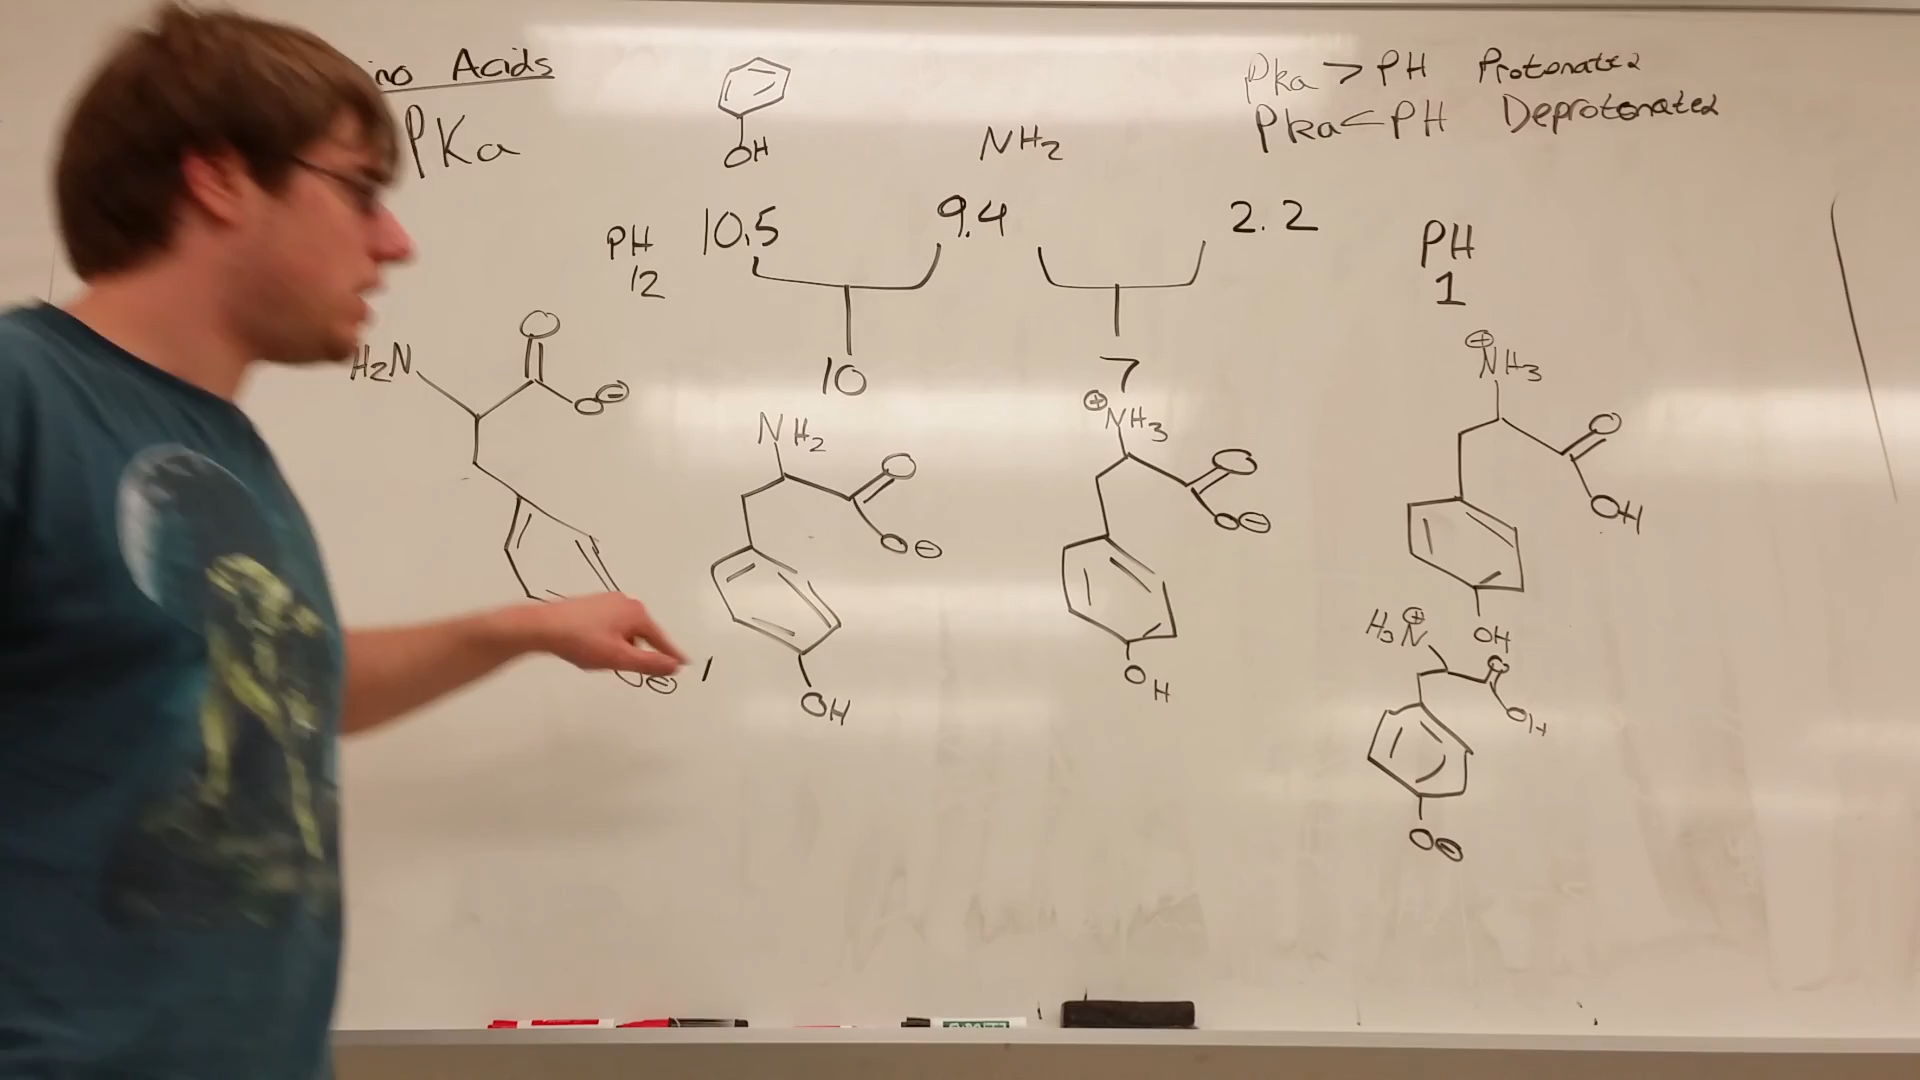 ino Acids
PKa
OH
NH2
PKa > PH Protonated
Pka < PH Deprotonated
PH 12
10.5
9.4
2.2
PH 1
10
7
H2N
O
O⊖
O⊖
NH2
O
O⊖
OH
⊕NH3
O
O⊖
OH
⊕NH3
O
OH
OH
H3N⊕
O
OH
O⊖